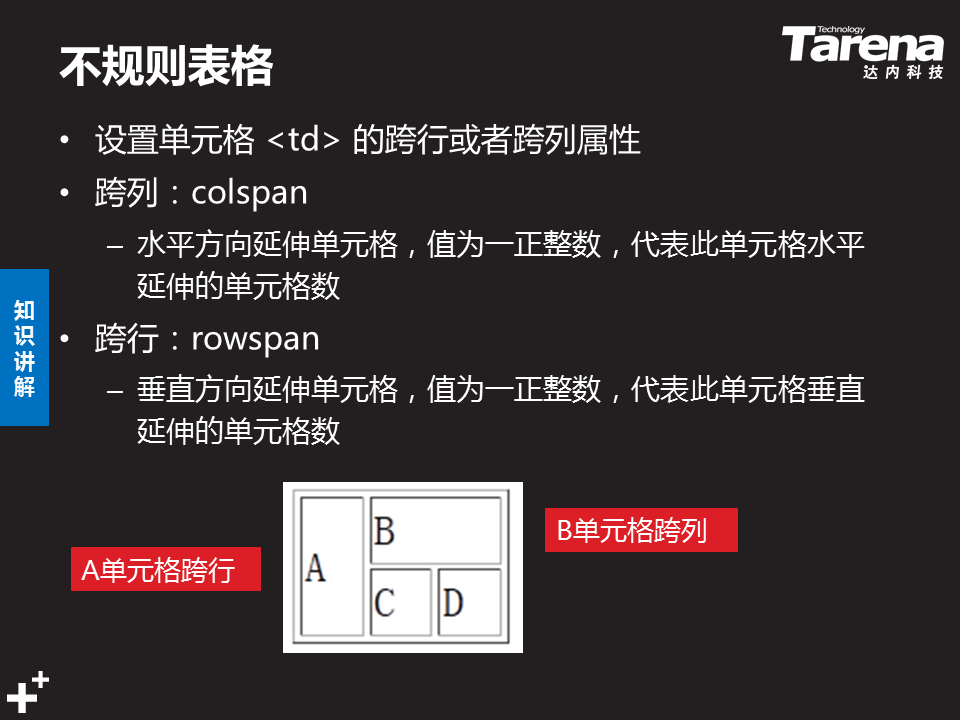 不规则表格
Technology
Tarena
达内科技
• 设置单元格 <td> 的跨行或者跨列属性
• 跨列：colspan
– 水平方向延伸单元格，值为一正整数，代表此单元格水平
延伸的单元格数
知识讲解
• 跨行：rowspan
– 垂直方向延伸单元格，值为一正整数，代表此单元格垂直
延伸的单元格数
B
B单元格跨列
A
A单元格跨行
C D